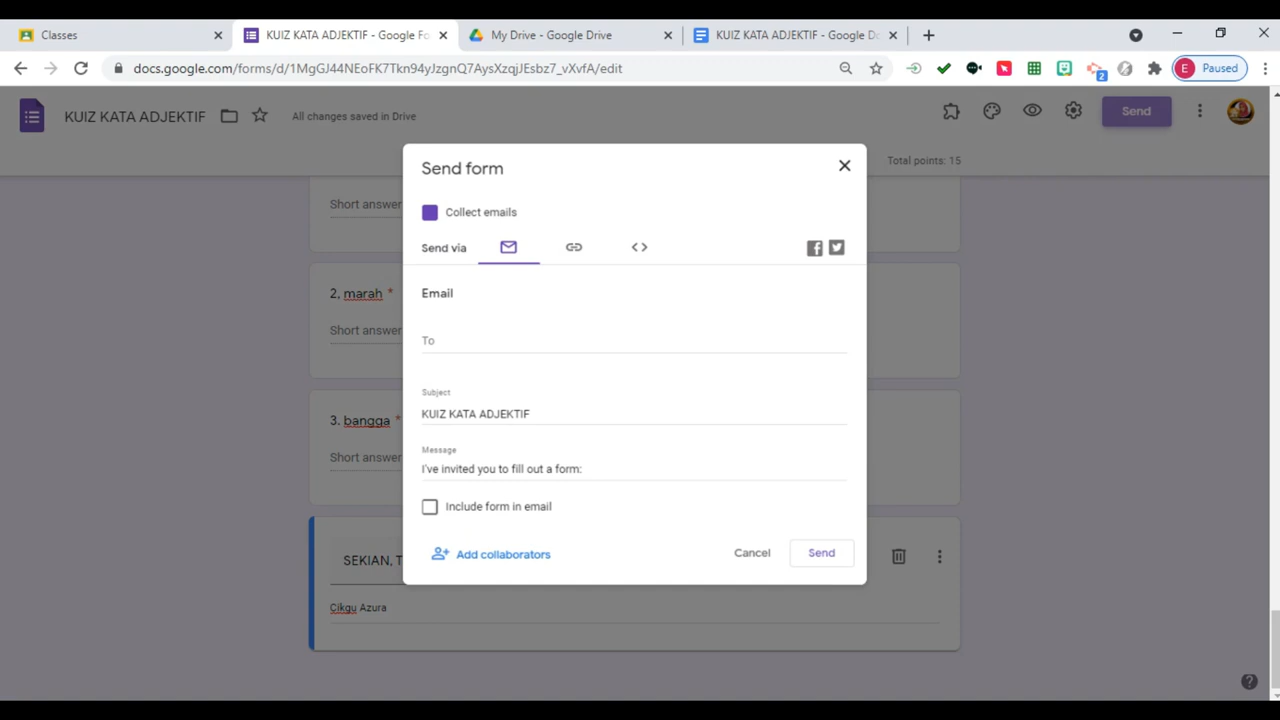 Classes
KUIZ KATA ADJEKTIF - Google Fo
My Drive - Google Drive
KUIZ KATA ADJEKTIF - Google Do
docs.google.com/forms/d/1MgGJ44NEoFK7Tkn94yJzgnQ7AysXzqjJEsbz7_vXvfA/edit
2
E Paused
KUIZ KATA ADJEKTIF
All changes saved in Drive
Send
Total points: 15
Send form
Collect emails
Send via
Email
To
Subject
KUIZ KATA ADJEKTIF
Message
I've invited you to fill out a form:
Include form in email
Add collaborators
Cancel
Send
Short answer
2, marah *
Short answer
3. bangga *
Short answer
SEKIAN, T
Cikgu Azura